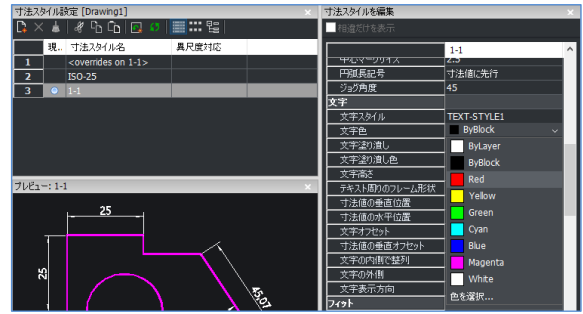 寸法スタイル設定 [Drawing1]
現.. 寸法スタイル名 異尺度対応
1 <overrides on 1-1>
2 ISO-25
3 1-1
プレビュー: 1-1
25
25
45,07
寸法スタイルを編集
相違だけを表示
1-1
中心マークサイズ 2.5
円弧長記号 寸法値に先行
ジョグ角度 45
文字
文字スタイル TEXT-STYLE1
文字色 ByBlock
文字塗り潰し ByLayer
文字塗り潰し色 ByBlock
文字高さ Red
テキスト周りのフレーム形状 Yellow
寸法値の垂直位置
寸法値の水平位置 Green
文字オフセット Cyan
寸法値の垂直オフセット Blue
文字の内側で整列 Magenta
文字の外側 White
文字表示方向 色を選択...
フィット